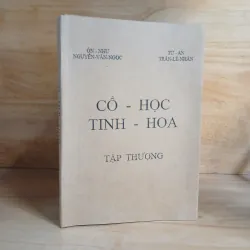 ÔN - NHƯ
NGUYỄN-VĂN-NGỌC
TỬ - AN
TRẦN-LÊ-NHÂN
CỔ - HỌC
TINH - HOA
TẬP THƯỢNG